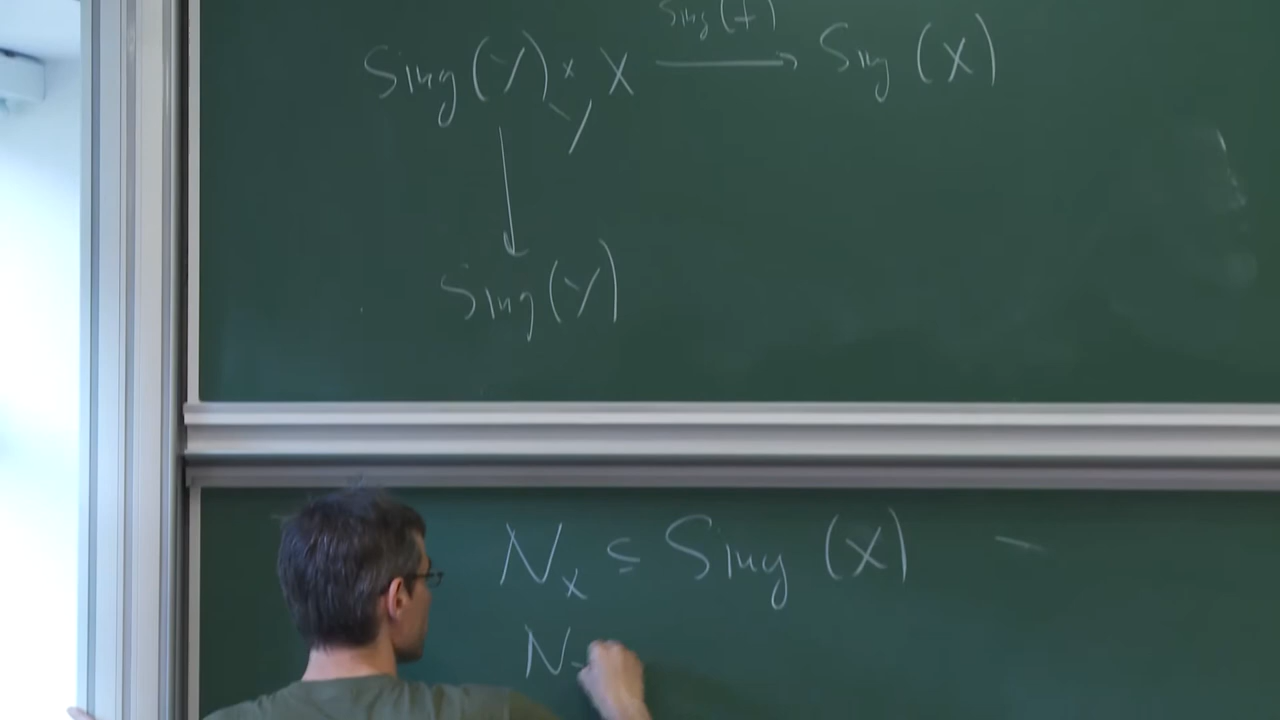 Sing(f)
Sing(Y) ×_Y X ⟶ Sing(X)
↓
Sing(Y)
N_X ⊆ Sing(X) –
N